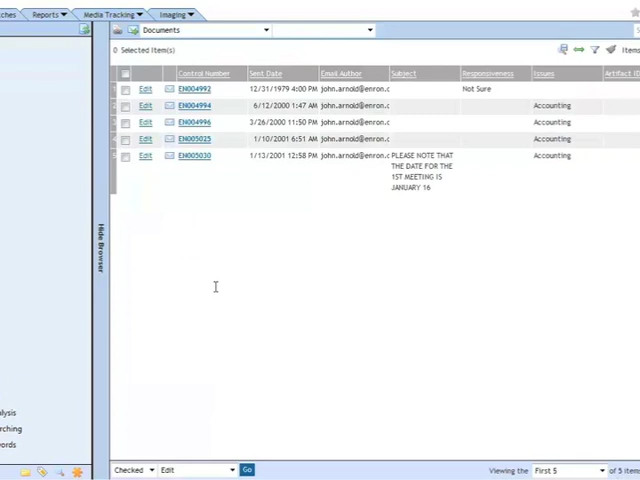 ches Reports Media Tracking Imaging
Documents
0 Selected Item(s) Items
Control Number Sent Date Email Author Subject Responsiveness Issues Artifact ID
1 Edit EN004992 12/31/1979 4:00 PM john.arnold@enron.c Not Sure
2 Edit EN004994 6/12/2000 1:47 AM john.arnold@enron.c Accounting
3 Edit EN004996 3/26/2000 11:50 PM john.arnold@enron.c Accounting
4 Edit EN005025 1/10/2001 6:51 AM john.arnold@enron.c Accounting
5 Edit EN005030 1/13/2001 12:58 PM john.arnold@enron.c PLEASE NOTE THAT Accounting
THE DATE FOR THE
1ST MEETING IS
JANUARY 16
Hide Browser
alysis
rching
ords
Checked Edit Go Viewing the First 5 of 5 items